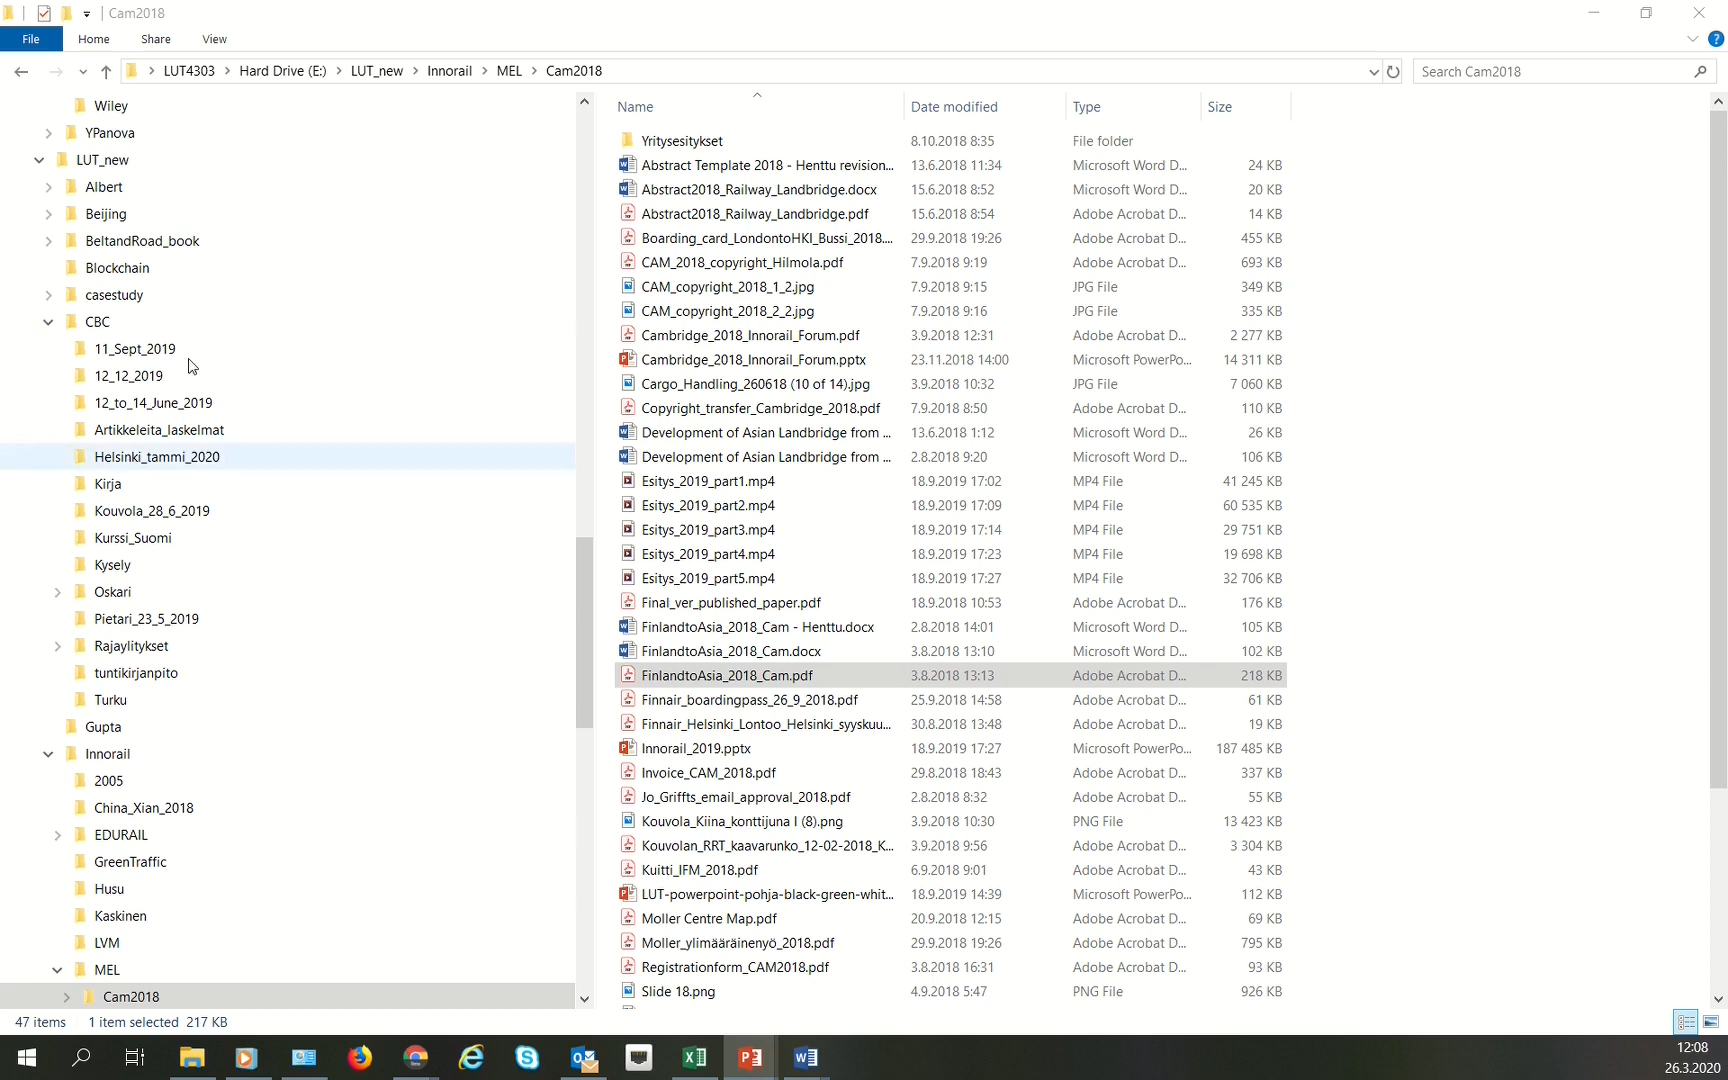 Cam2018
File Home Share View
LUT4303 Hard Drive (E:) LUT_new Innorail MEL Cam2018
Search Cam2018
Wiley
YPanova
LUT_new
Albert
Beijing
BeltandRoad_book
Blockchain
casestudy
CBC
11_Sept_2019
12_12_2019
12_to_14_June_2019
Artikkeleita_laskelmat
Helsinki_tammi_2020
Kirja
Kouvola_28_6_2019
Kurssi_Suomi
Kysely
Oskari
Pietari_23_5_2019
Rajaylitykset
tuntikirjanpito
Turku
Gupta
Innorail
2005
China_Xian_2018
EDURAIL
GreenTraffic
Husu
Kaskinen
LVM
MEL
Cam2018
Name Date modified Type Size
Yritysesitykset 8.10.2018 8:35 File folder
Abstract Template 2018 - Henttu revision... 13.6.2018 11:34 Microsoft Word D... 24 KB
Abstract2018_Railway_Landbridge.docx 15.6.2018 8:52 Microsoft Word D... 20 KB
Abstract2018_Railway_Landbridge.pdf 15.6.2018 8:54 Adobe Acrobat D... 14 KB
Boarding_card_LondontoHKI_Bussi_2018.... 29.9.2018 19:26 Adobe Acrobat D... 455 KB
CAM_2018_copyright_Hilmola.pdf 7.9.2018 9:19 Adobe Acrobat D... 693 KB
CAM_copyright_2018_1_2.jpg 7.9.2018 9:15 JPG File 349 KB
CAM_copyright_2018_2_2.jpg 7.9.2018 9:16 JPG File 335 KB
Cambridge_2018_Innorail_Forum.pdf 3.9.2018 12:31 Adobe Acrobat D... 2 277 KB
Cambridge_2018_Innorail_Forum.pptx 23.11.2018 14:00 Microsoft PowerPo... 14 311 KB
Cargo_Handling_260618 (10 of 14).jpg 3.9.2018 10:32 JPG File 7 060 KB
Copyright_transfer_Cambridge_2018.pdf 7.9.2018 8:50 Adobe Acrobat D... 110 KB
Development of Asian Landbridge from ... 13.6.2018 1:12 Microsoft Word D... 26 KB
Development of Asian Landbridge from ... 2.8.2018 9:20 Microsoft Word D... 106 KB
Esitys_2019_part1.mp4 18.9.2019 17:02 MP4 File 41 245 KB
Esitys_2019_part2.mp4 18.9.2019 17:09 MP4 File 60 535 KB
Esitys_2019_part3.mp4 18.9.2019 17:14 MP4 File 29 751 KB
Esitys_2019_part4.mp4 18.9.2019 17:23 MP4 File 19 698 KB
Esitys_2019_part5.mp4 18.9.2019 17:27 MP4 File 32 706 KB
Final_ver_published_paper.pdf 18.9.2018 10:53 Adobe Acrobat D... 176 KB
FinlandtoAsia_2018_Cam - Henttu.docx 2.8.2018 14:01 Microsoft Word D... 105 KB
FinlandtoAsia_2018_Cam.docx 3.8.2018 13:10 Microsoft Word D... 102 KB
FinlandtoAsia_2018_Cam.pdf 3.8.2018 13:13 Adobe Acrobat D... 218 KB
Finnair_boardingpass_26_9_2018.pdf 25.9.2018 14:58 Adobe Acrobat D... 61 KB
Finnair_Helsinki_Lontoo_Helsinki_syyskuu... 30.8.2018 13:48 Adobe Acrobat D... 19 KB
Innorail_2019.pptx 18.9.2019 17:27 Microsoft PowerPo... 187 485 KB
Invoice_CAM_2018.pdf 29.8.2018 18:43 Adobe Acrobat D... 337 KB
Jo_Griffts_email_approval_2018.pdf 2.8.2018 8:32 Adobe Acrobat D... 55 KB
Kouvola_Kiina_konttijuna I (8).png 3.9.2018 10:30 PNG File 13 423 KB
Kouvolan_RRT_kaavarunko_12-02-2018_K... 3.9.2018 9:56 Adobe Acrobat D... 3 304 KB
Kuitti_IFM_2018.pdf 6.9.2018 9:01 Adobe Acrobat D... 43 KB
LUT-powerpoint-pohja-black-green-whit... 18.9.2019 14:39 Microsoft PowerPo... 112 KB
Moller Centre Map.pdf 20.9.2018 12:15 Adobe Acrobat D... 69 KB
Moller_ylimääräinenyö_2018.pdf 29.9.2018 19:26 Adobe Acrobat D... 795 KB
Registrationform_CAM2018.pdf 3.8.2018 16:31 Adobe Acrobat D... 93 KB
Slide 18.png 4.9.2018 5:47 PNG File 926 KB
47 items 1 item selected 217 KB
12:08
26.3.2020